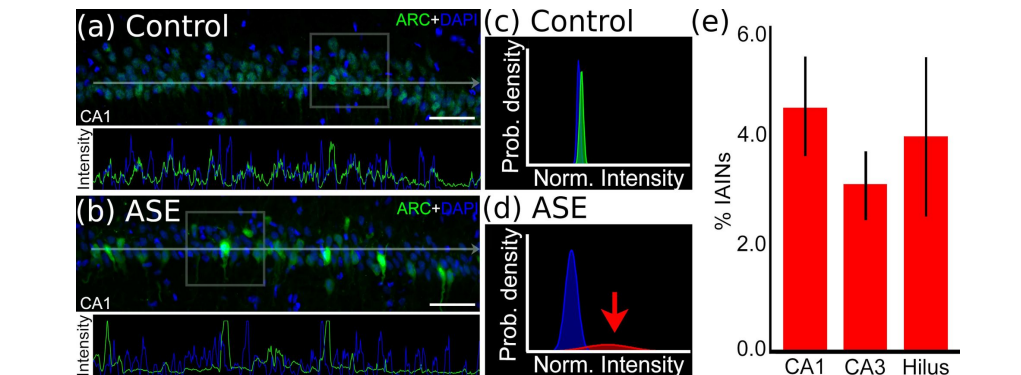 (a) Control
ARC+DAPI
CA1
Intensity
(b) ASE
ARC+DAPI
CA1
Intensity
(c) Control
Prob. density
Norm. Intensity
(d) ASE
Prob. density
Norm. Intensity
(e)
% IAINs
6.0
4.0
2.0
0.0
CA1 CA3 Hilus